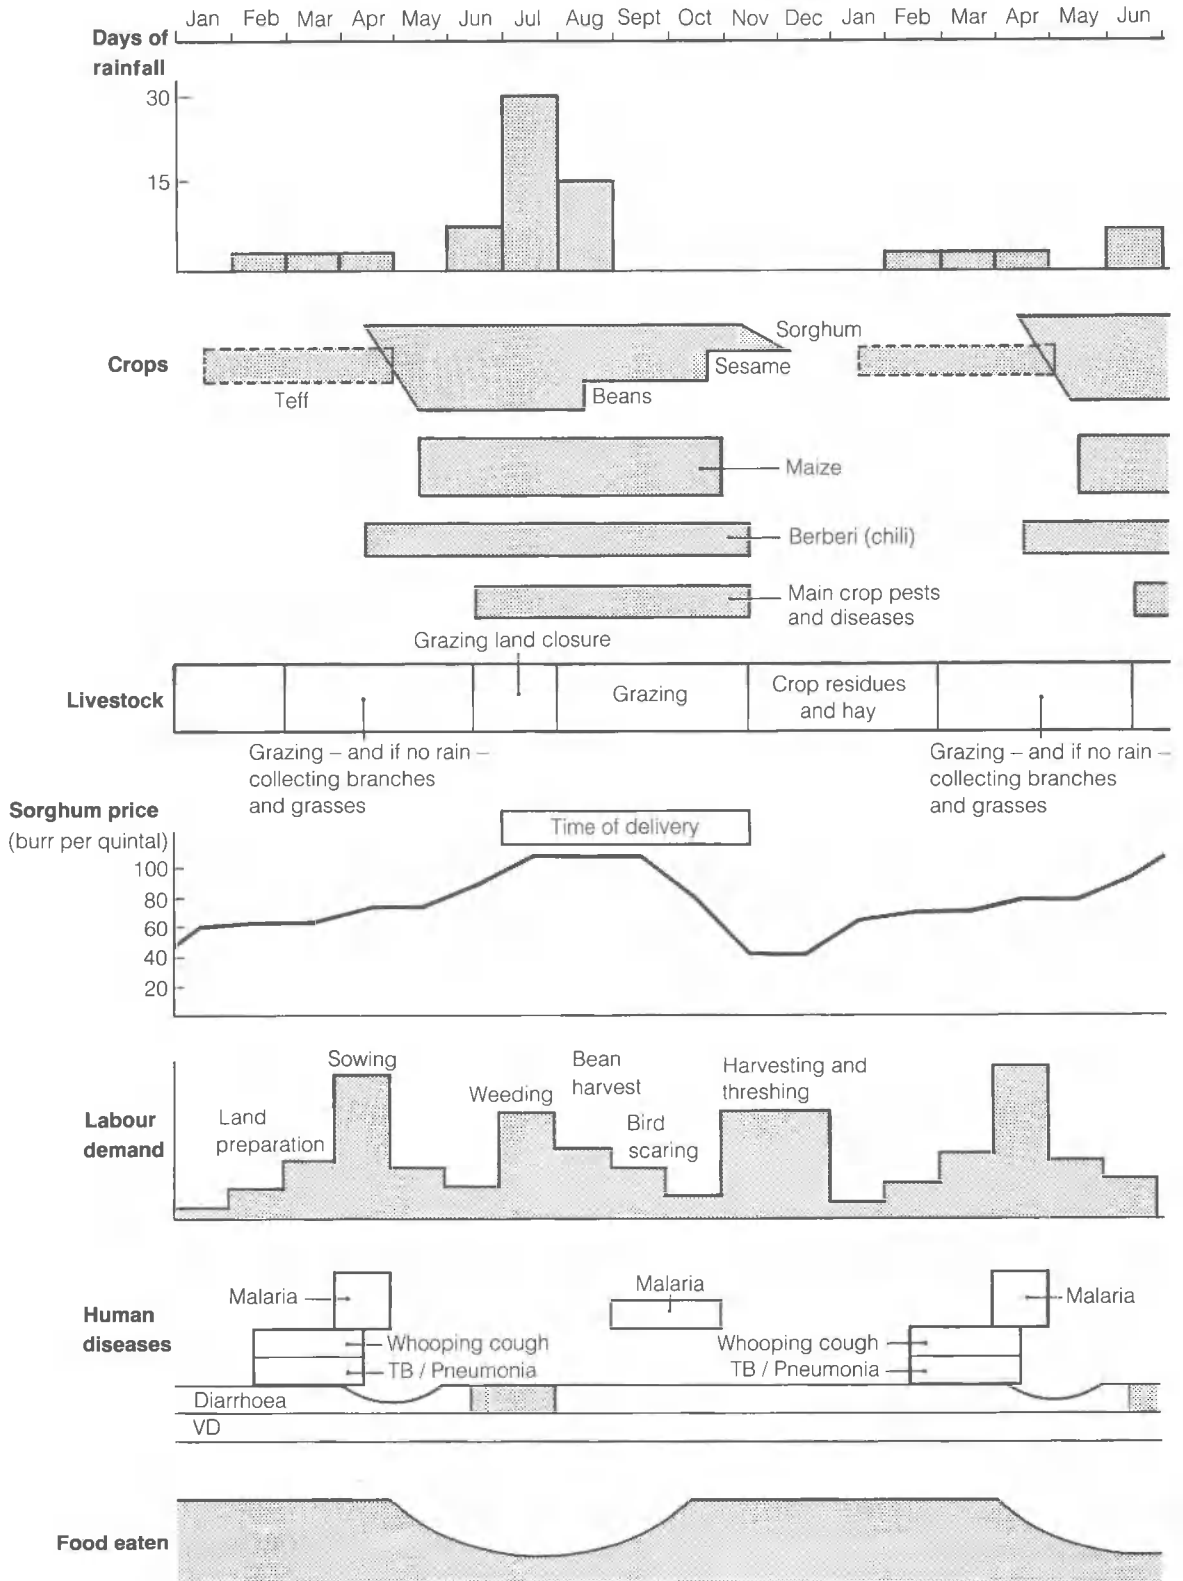 Jan Feb Mar Apr May Jun Jul Aug Sept Oct Nov Dec Jan Feb Mar Apr May Jun
Days of
rainfall
30
15
Crops
Sorghum
Sesame
Teff
Beans
Maize
Berberi (chili)
Main crop pests
and diseases
Grazing land closure
Livestock
Grazing
Crop residues
and hay
Grazing – and if no rain –
collecting branches
and grasses
Grazing – and if no rain –
collecting branches
and grasses
Sorghum price
(burr per quintal)
Time of delivery
100
80
60
40
20
Labour
demand
Land
preparation
Sowing
Weeding
Bean
harvest
Bird
scaring
Harvesting and
threshing
Human
diseases
Malaria
Malaria
Malaria
Whooping cough
TB / Pneumonia
Whooping cough
TB / Pneumonia
Diarrhoea
VD
Food eaten